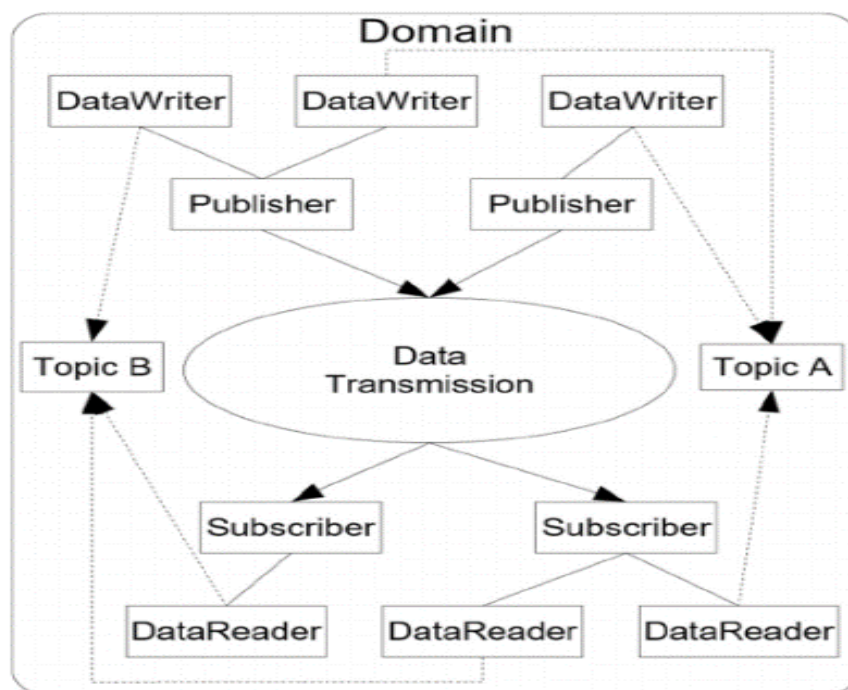 Domain
DataWriter
DataWriter
DataWriter
Publisher
Publisher
Topic B
Data
Transmission
Topic A
Subscriber
Subscriber
DataReader
DataReader
DataReader